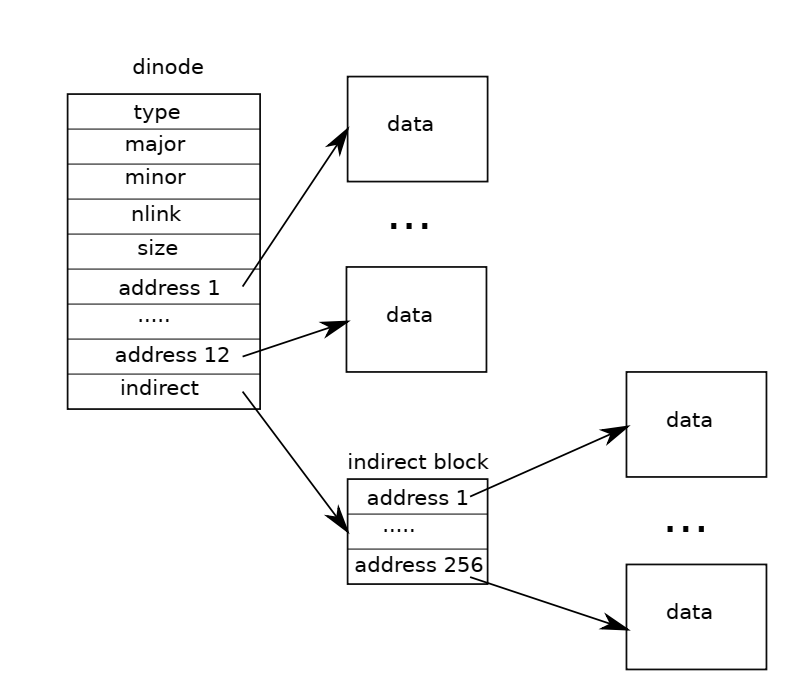 dinode
type
major
minor
nlink
size
address 1
.....
address 12
indirect
data
...
data
indirect block
address 1
.....
address 256
data
...
data